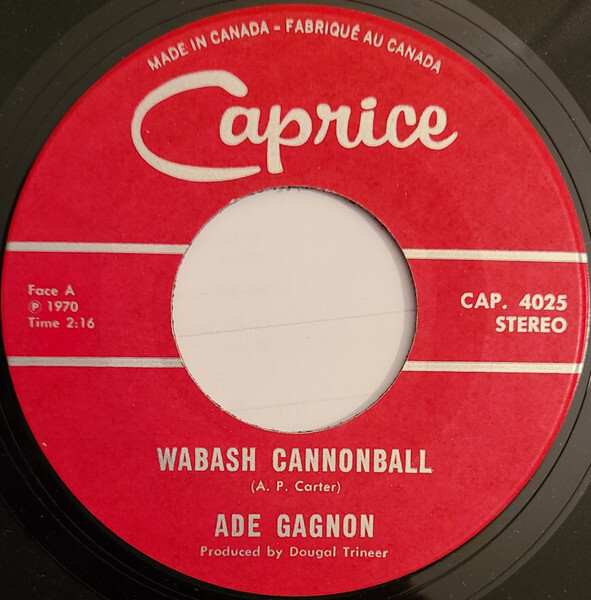 MADE IN CANADA - FABRIQUÉ AU CANADA
Caprice
Face A
℗ 1970
Time 2:16
CAP. 4025
STEREO
WABASH CANNONBALL
(A. P. Carter)
ADE GAGNON
Produced by Dougal Trineer